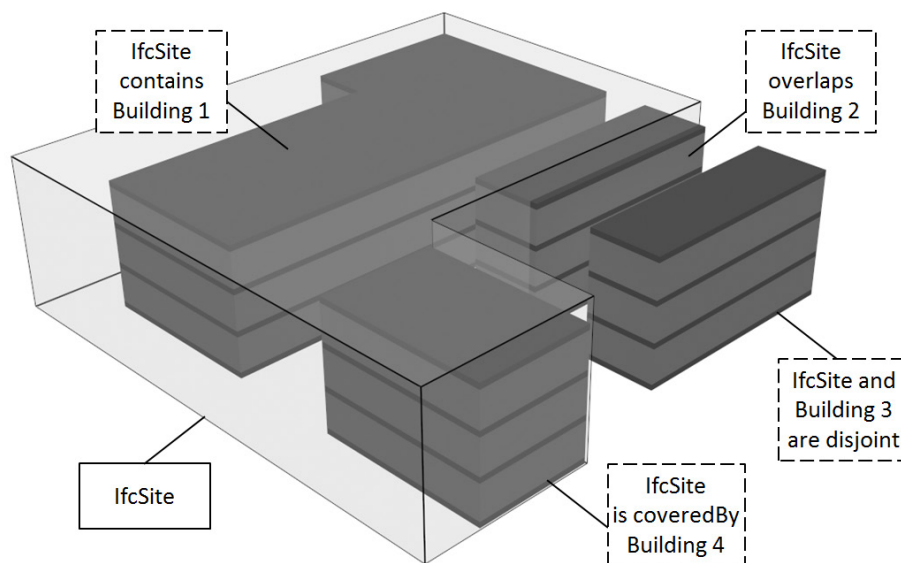 IfcSite
contains
Building 1
IfcSite
overlaps
Building 2
IfcSite and
Building 3
are disjoint
IfcSite
IfcSite
is coveredBy
Building 4